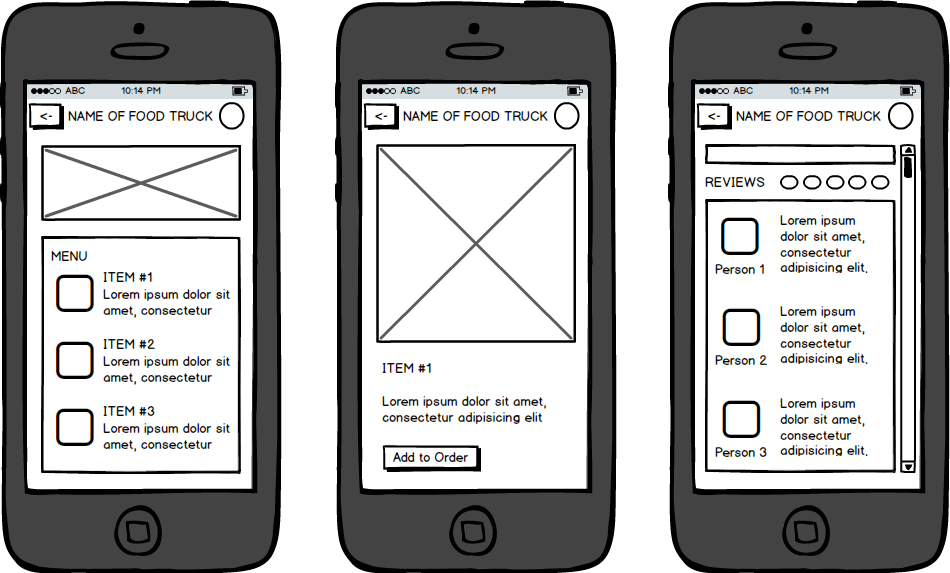 ABC 10:14 PM
<- NAME OF FOOD TRUCK
MENU
ITEM #1
Lorem ipsum dolor sit
amet, consectetur
ITEM #2
Lorem ipsum dolor sit
amet, consectetur
ITEM #3
Lorem ipsum dolor sit
amet, consectetur
ABC 10:14 PM
<- NAME OF FOOD TRUCK
ITEM #1
Lorem ipsum dolor sit amet,
consectetur adipisicing elit
Add to Order
ABC 10:14 PM
<- NAME OF FOOD TRUCK
REVIEWS
Lorem ipsum
dolor sit amet,
consectetur
adipisicing elit.
Person 1
Lorem ipsum
dolor sit amet,
consectetur
adipisicing elit.
Person 2
Lorem ipsum
dolor sit amet,
consectetur
adipisicing elit.
Person 3